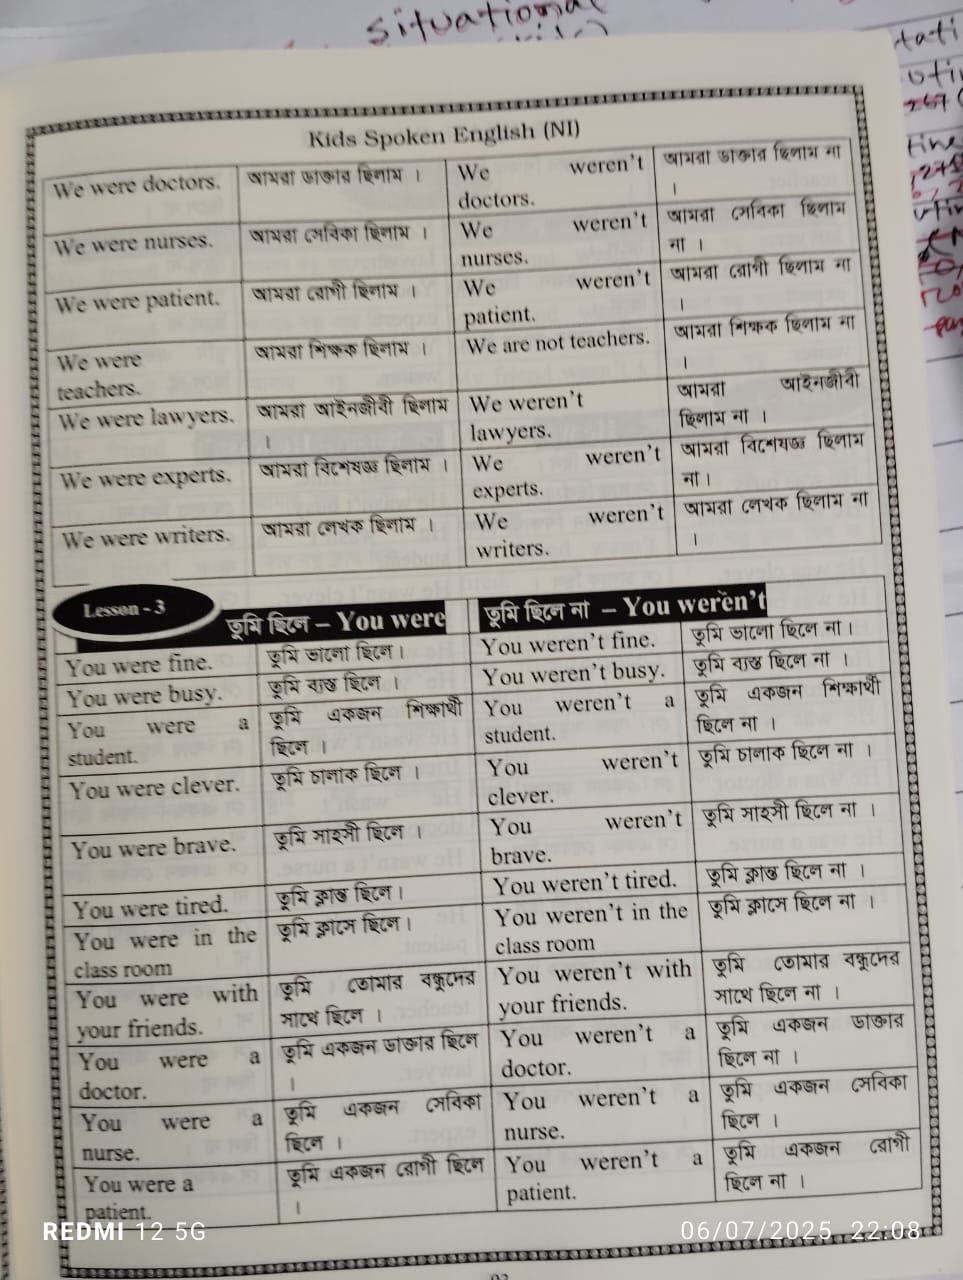 situational
Kids Spoken English (NI)
We were doctors. আমরা ডাক্তার ছিলাম । We weren't doctors. আমরা ডাক্তার ছিলাম না ।
We were nurses. আমরা সেবিকা ছিলাম । We weren't nurses. আমরা সেবিকা ছিলাম না ।
We were patient. আমরা রোগী ছিলাম । We weren't patient. আমরা রোগী ছিলাম না ।
We were teachers. আমরা শিক্ষক ছিলাম । We are not teachers. আমরা শিক্ষক ছিলাম না ।
We were lawyers. আমরা আইনজীবী ছিলাম । We weren't lawyers. আমরা আইনজীবী ছিলাম না ।
We were experts. আমরা বিশেষজ্ঞ ছিলাম । We weren't experts. আমরা বিশেষজ্ঞ ছিলাম না ।
We were writers. আমরা লেখক ছিলাম । We weren't writers. আমরা লেখক ছিলাম না ।
Lesson - 3
তুমি ছিলে – You were তুমি ছিলে না – You weren't
You were fine. তুমি ভালো ছিলে । You weren't fine. তুমি ভালো ছিলে না ।
You were busy. তুমি ব্যস্ত ছিলে । You weren't busy. তুমি ব্যস্ত ছিলে না ।
You were a student. তুমি একজন শিক্ষার্থী ছিলে । You weren't a student. তুমি একজন শিক্ষার্থী ছিলে না ।
You were clever. তুমি চালাক ছিলে । You weren't clever. তুমি চালাক ছিলে না ।
You were brave. তুমি সাহসী ছিলে । You weren't brave. তুমি সাহসী ছিলে না ।
You were tired. তুমি ক্লান্ত ছিলে । You weren't tired. তুমি ক্লান্ত ছিলে না ।
You were in the class room তুমি ক্লাসে ছিলে । You weren't in the class room তুমি ক্লাসে ছিলে না ।
You were with your friends. তুমি তোমার বন্ধুদের সাথে ছিলে । You weren't with your friends. তুমি তোমার বন্ধুদের সাথে ছিলে না ।
You were a doctor. তুমি একজন ডাক্তার ছিলে । You weren't a doctor. তুমি একজন ডাক্তার ছিলে না ।
You were a nurse. তুমি একজন সেবিকা ছিলে । You weren't a nurse. তুমি একজন সেবিকা ছিলে ।
You were a patient. তুমি একজন রোগী ছিলে । You weren't a patient. তুমি একজন রোগী ছিলে না ।
REDMI 12 5G 06/07/2025 22:08